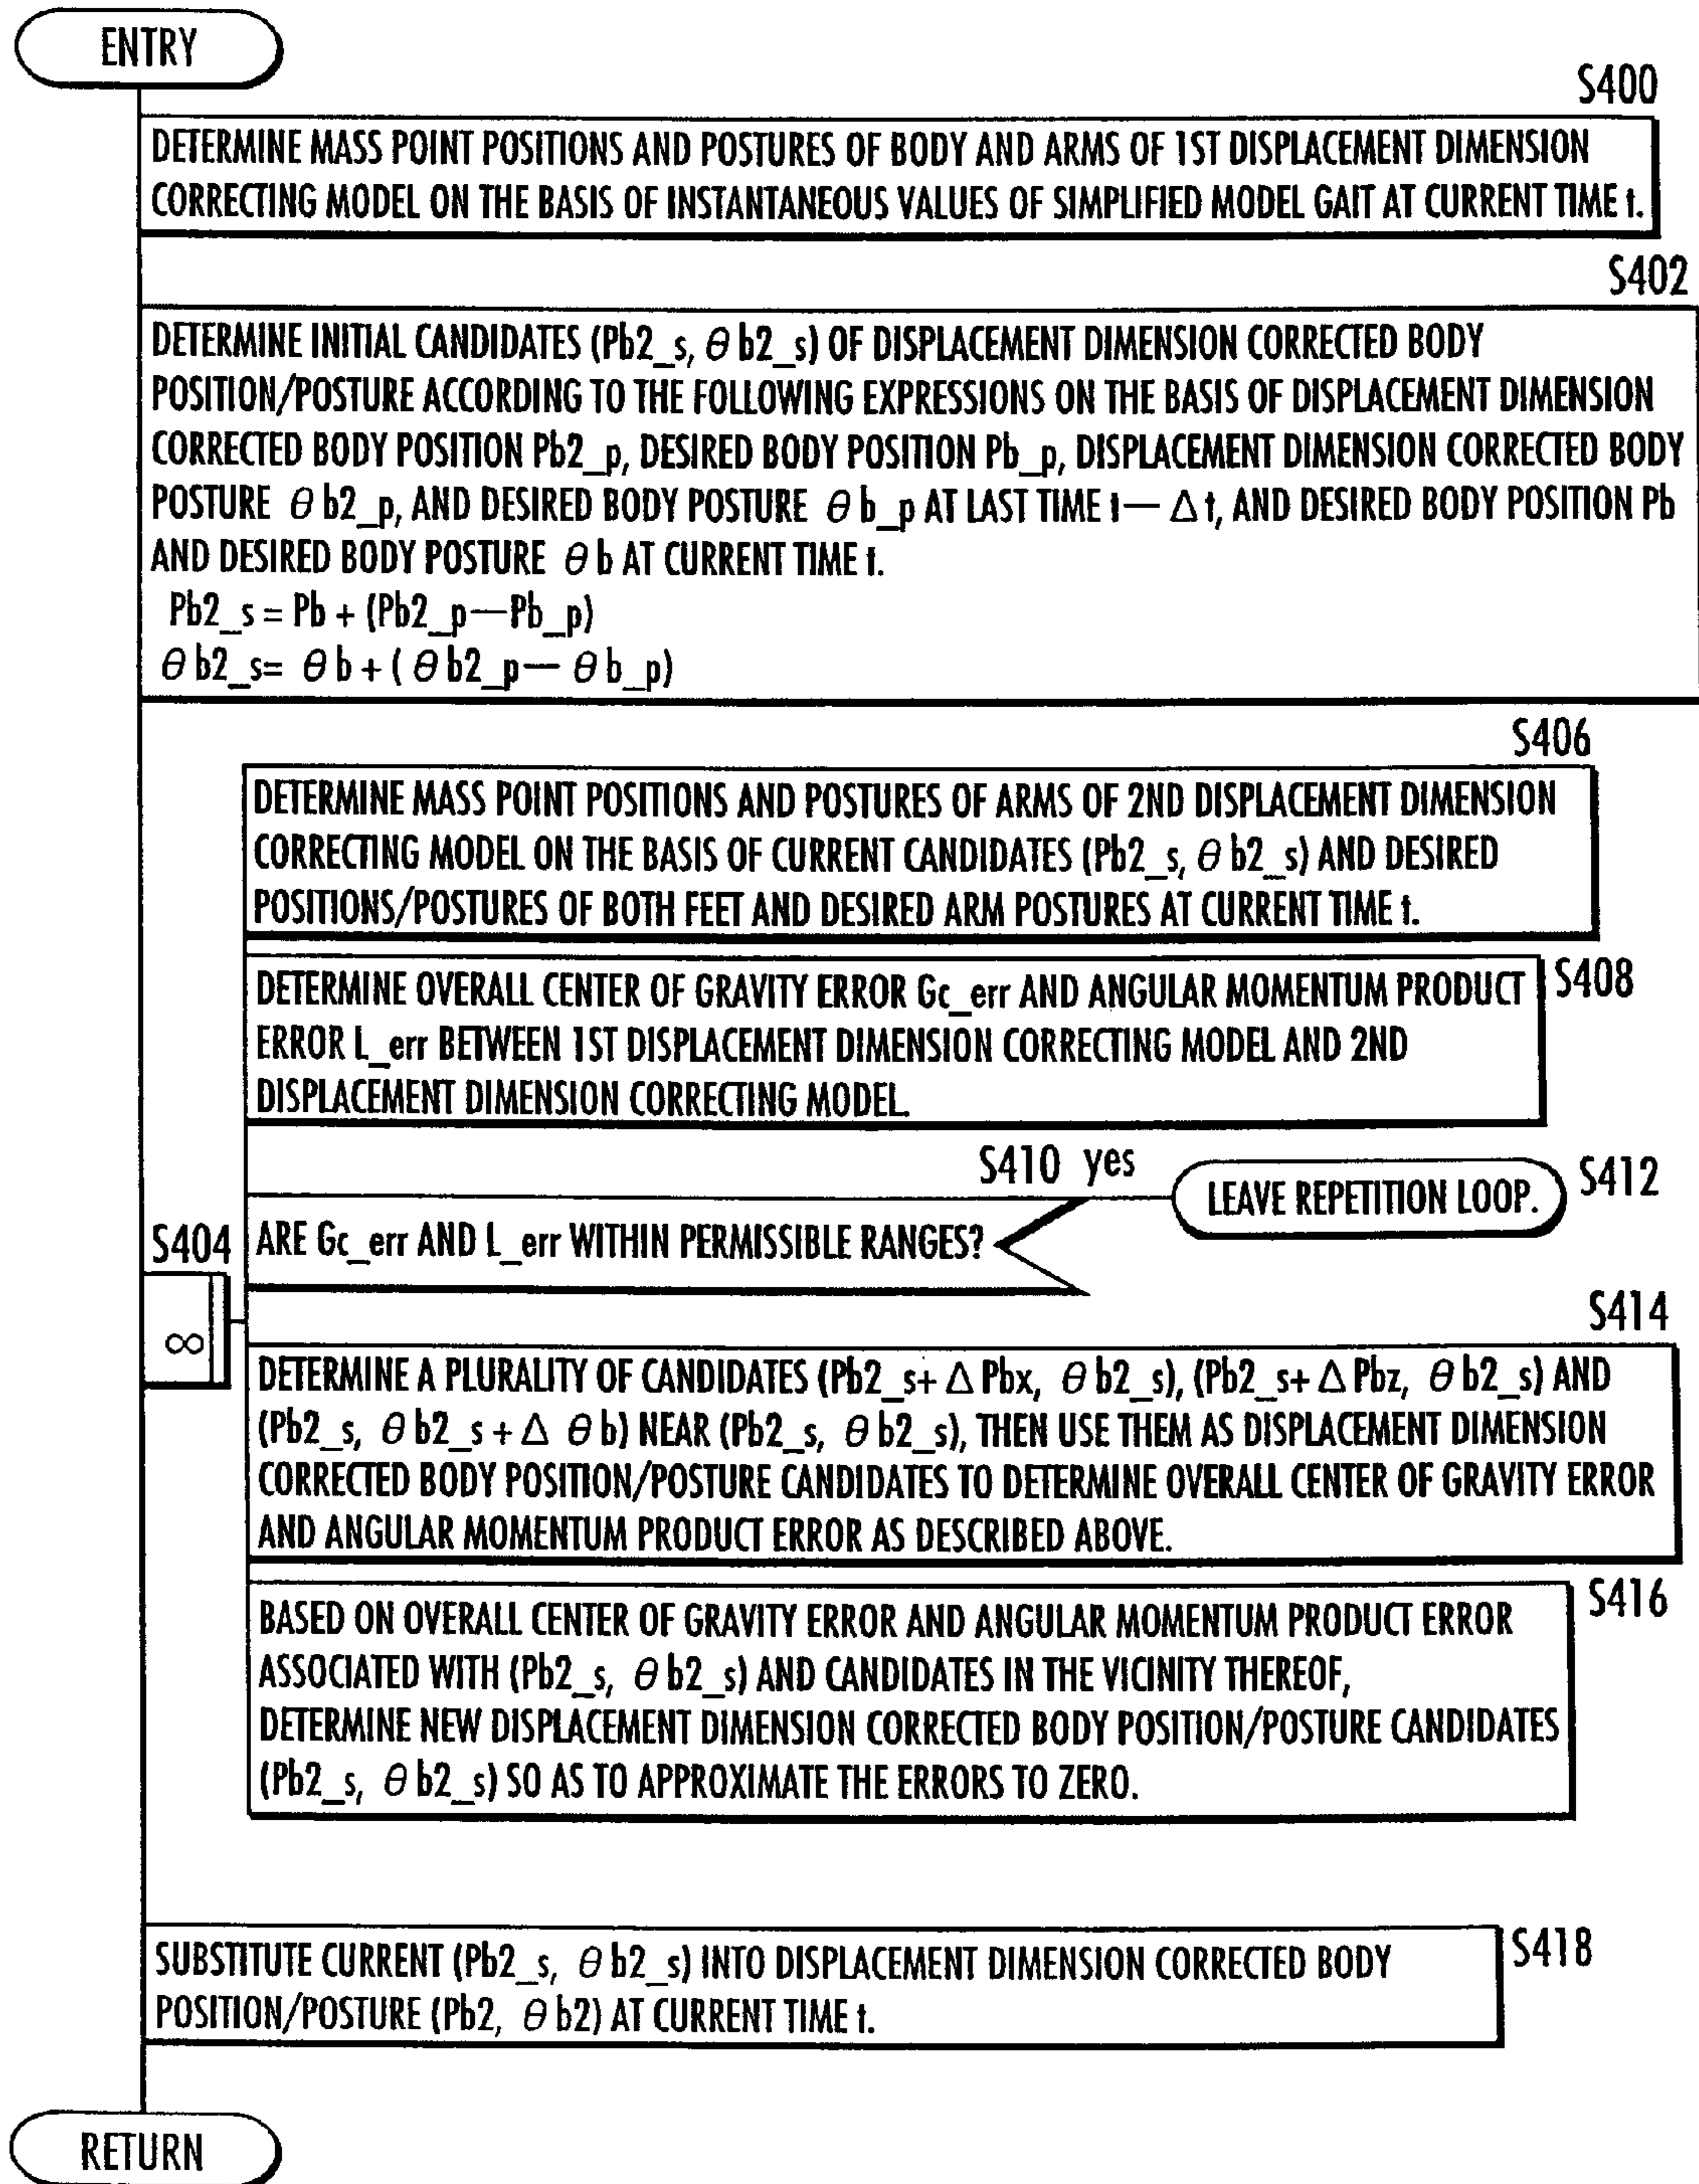 ENTRY
S400
DETERMINE MASS POINT POSITIONS AND POSTURES OF BODY AND ARMS OF 1ST DISPLACEMENT DIMENSION
CORRECTING MODEL ON THE BASIS OF INSTANTANEOUS VALUES OF SIMPLIFIED MODEL GAIT AT CURRENT TIME t.
S402
DETERMINE INITIAL CANDIDATES (Pb2_s, θb2_s) OF DISPLACEMENT DIMENSION CORRECTED BODY
POSITION/POSTURE ACCORDING TO THE FOLLOWING EXPRESSIONS ON THE BASIS OF DISPLACEMENT DIMENSION
CORRECTED BODY POSITION Pb2_p, DESIRED BODY POSITION Pb_p, DISPLACEMENT DIMENSION CORRECTED BODY
POSTURE θb2_p, AND DESIRED BODY POSTURE θb_p AT LAST TIME t—Δt, AND DESIRED BODY POSITION Pb
AND DESIRED BODY POSTURE θb AT CURRENT TIME t.
Pb2_s = Pb + (Pb2_p—Pb_p)
θb2_s= θb + (θb2_p— θb_p)
S406
DETERMINE MASS POINT POSITIONS AND POSTURES OF ARMS OF 2ND DISPLACEMENT DIMENSION
CORRECTING MODEL ON THE BASIS OF CURRENT CANDIDATES (Pb2_s, θb2_s) AND DESIRED
POSITIONS/POSTURES OF BOTH FEET AND DESIRED ARM POSTURES AT CURRENT TIME t.
S408
DETERMINE OVERALL CENTER OF GRAVITY ERROR Gc_err AND ANGULAR MOMENTUM PRODUCT
ERROR L_err BETWEEN 1ST DISPLACEMENT DIMENSION CORRECTING MODEL AND 2ND
DISPLACEMENT DIMENSION CORRECTING MODEL.
S410 yes
LEAVE REPETITION LOOP.
S412
S404
ARE Gc_err AND L_err WITHIN PERMISSIBLE RANGES?
∞
S414
DETERMINE A PLURALITY OF CANDIDATES (Pb2_s+ΔPbx, θb2_s), (Pb2_s+ΔPbz, θb2_s) AND
(Pb2_s, θb2_s+Δθb) NEAR (Pb2_s, θb2_s), THEN USE THEM AS DISPLACEMENT DIMENSION
CORRECTED BODY POSITION/POSTURE CANDIDATES TO DETERMINE OVERALL CENTER OF GRAVITY ERROR
AND ANGULAR MOMENTUM PRODUCT ERROR AS DESCRIBED ABOVE.
S416
BASED ON OVERALL CENTER OF GRAVITY ERROR AND ANGULAR MOMENTUM PRODUCT ERROR
ASSOCIATED WITH (Pb2_s, θb2_s) AND CANDIDATES IN THE VICINITY THEREOF,
DETERMINE NEW DISPLACEMENT DIMENSION CORRECTED BODY POSITION/POSTURE CANDIDATES
(Pb2_s, θb2_s) SO AS TO APPROXIMATE THE ERRORS TO ZERO.
S418
SUBSTITUTE CURRENT (Pb2_s, θb2_s) INTO DISPLACEMENT DIMENSION CORRECTED BODY
POSITION/POSTURE (Pb2, θb2) AT CURRENT TIME t.
RETURN